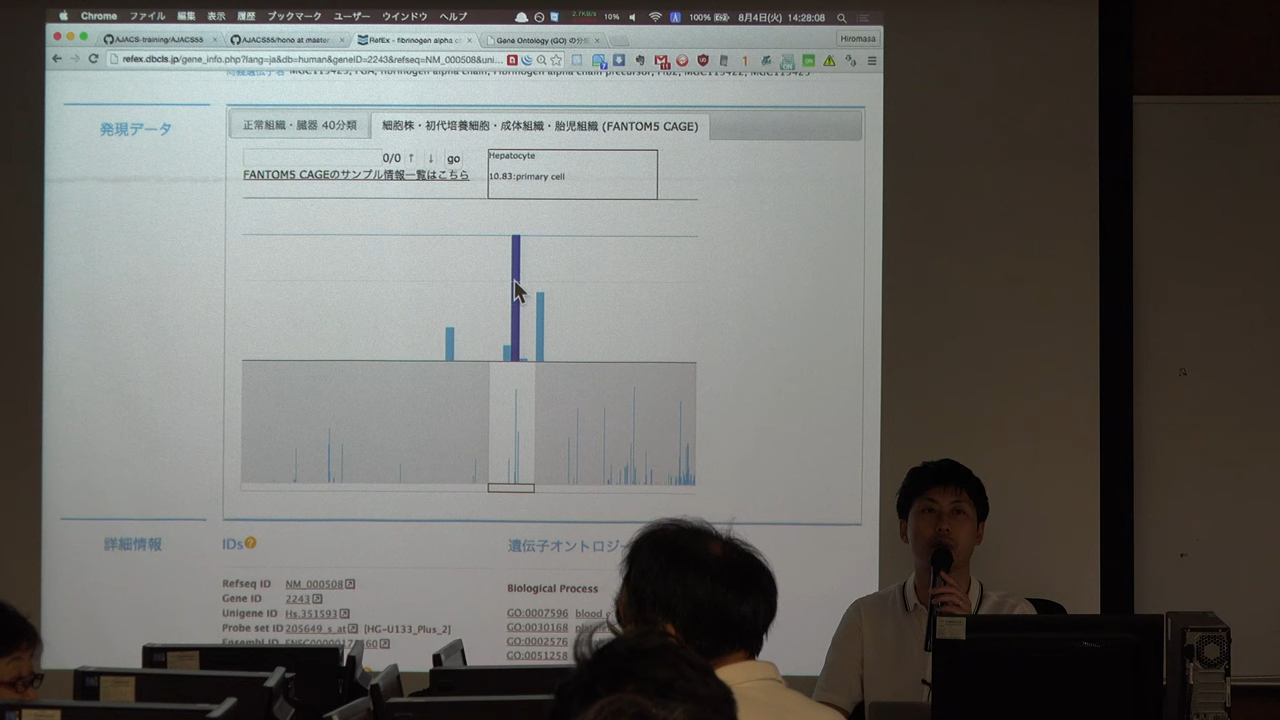 Chrome ファイル 編集 表示 履歴 ブックマーク ユーザー ウインドウ ヘルプ 2.7KB/s 10% 100% 8月4日(火) 14:28:08
AJACS-training/AJACS55 × AJACS55/hono at master × RefEx - fibrinogen alpha c × Gene Ontology (GO) の分 × Hiromasa
refex.dbcls.jp/gene_info.php?lang=ja&db=human&geneID=2243&refseq=NM_000508&uni...
発現データ
正常組織・臓器 40分類 細胞株・初代培養細胞・成体組織・胎児組織 (FANTOM5 CAGE)
0/0 ↑ ↓ go
FANTOM5 CAGEのサンプル情報一覧はこちら
Hepatocyte
10.83:primary cell
詳細情報
IDs?
Refseq ID NM_000508
Gene ID 2243
Unigene ID Hs.351593
Probe set ID 205649_s_at [HG-U133_Plus_2]
Ensembl ID
遺伝子オントロジー
Biological Process
GO:0007596 blood
GO:0030168
GO:0002576
GO:0051258